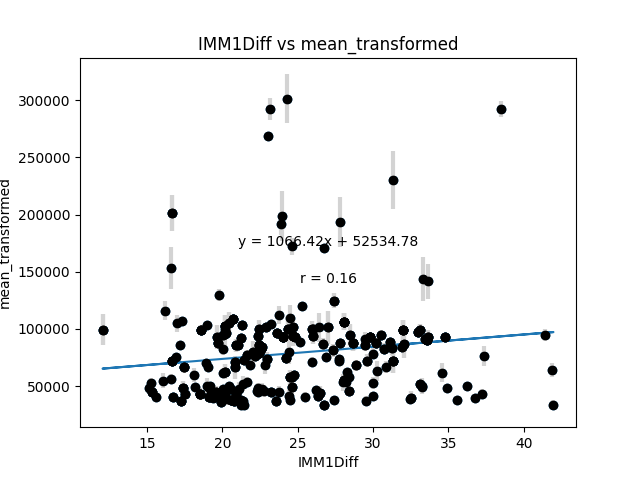 IMM1Diff vs mean_transformed
300000
250000
200000
150000
100000
50000
mean_transformed
y = 1066.42x + 52534.78
r = 0.16
15 20 25 30 35 40
IMM1Diff